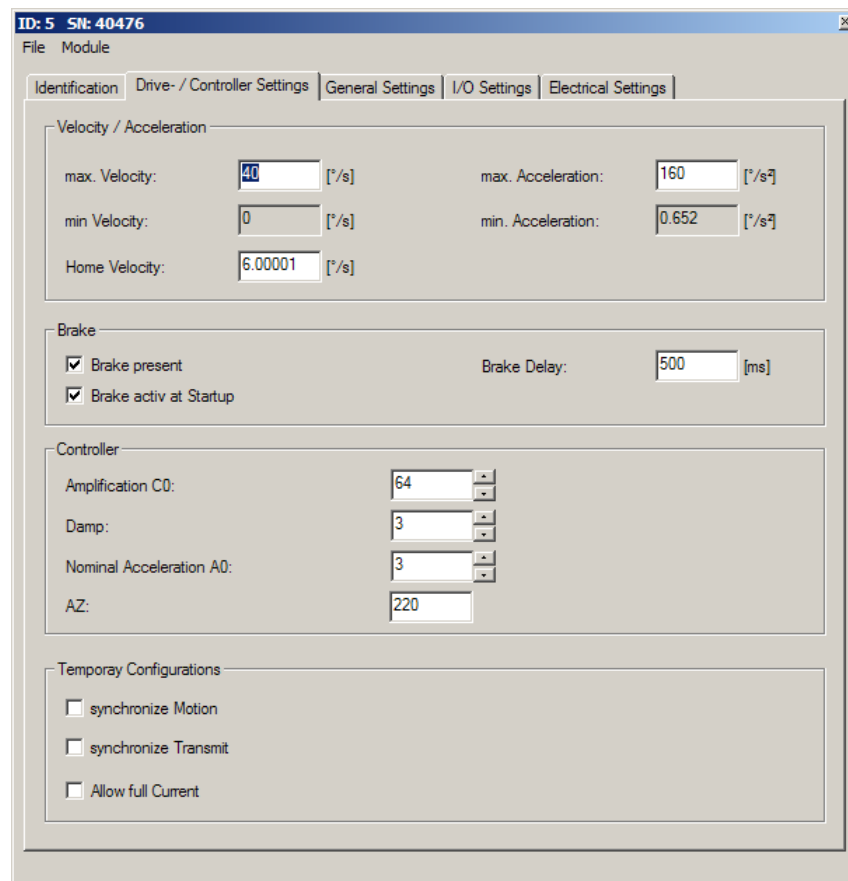 ID: 5 SN: 40476
File Module
Identification Drive- / Controller Settings General Settings I/O Settings Electrical Settings
Velocity / Acceleration
max. Velocity: 40 [°/s] max. Acceleration: 160 [°/s²]
min Velocity: 0 [°/s] min. Acceleration: 0.652 [°/s²]
Home Velocity: 6.00001 [°/s]
Brake
Brake present Brake Delay: 500 [ms]
Brake activ at Startup
Controller
Amplification C0: 64
Damp: 3
Nominal Acceleration A0: 3
AZ: 220
Temporay Configurations
synchronize Motion
synchronize Transmit
Allow full Current